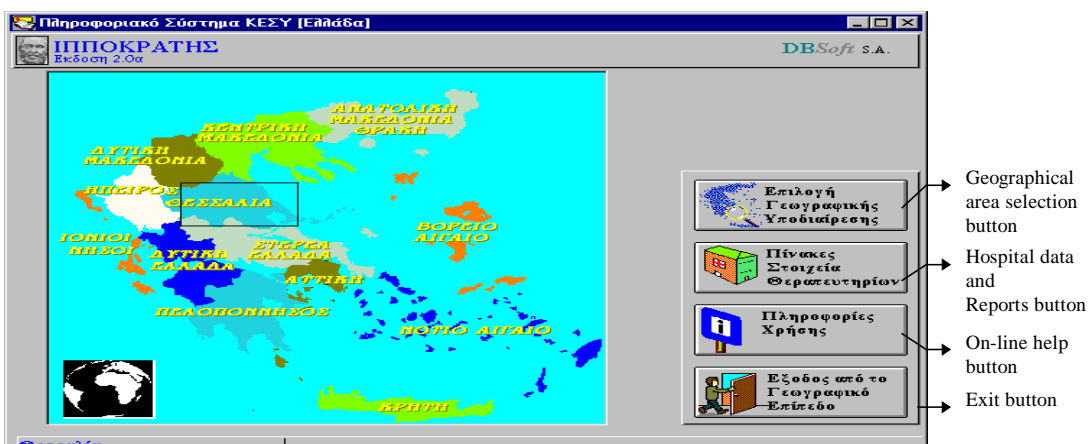 Πληροφοριακό Σύστημα ΚΕΣΥ [Ελλάδα]
ΙΠΠΟΚΡΑΤΗΣ
Εκδοση 2.0α
DBSoft S.A.
ΑΝΑΤΟΛΙΚΗ
ΜΑΚΕΔΟΝΙΑ
ΘΡΑΚΗ
ΚΕΝΤΡΙΚΗ
ΜΑΚΕΔΟΝΙΑ
ΔΥΤΙΚΗ
ΜΑΚΕΔΟΝΙΑ
ΗΠΕΙΡΟΣ
ΘΕΣΣΑΛΙΑ
ΒΟΡΕΙΟ
ΑΙΓΑΙΟ
ΙΟΝΙΟΙ
ΝΗΣΟΙ
ΣΤΕΡΕΑ
ΕΛΛΑΔΑ
ΔΥΤΙΚΗ
ΕΛΛΑΔΑ
ΑΤΤΙΚΗ
ΠΕΛΟΠΟΝΝΗΣΟΣ
ΝΟΤΙΟ ΑΙΓΑΙΟ
ΚΡΗΤΗ
Επιλογή
Γεωγραφικής
Υποδιαίρεσης
Πίνακες
Στοιχεία
Θεραπευτηρίων
Πληροφορίες
Χρήσης
Εξοδος από το
Γεωγραφικό
Επίπεδο
Geographical
area selection
button
Hospital data
and
Reports button
On-line help
button
Exit button